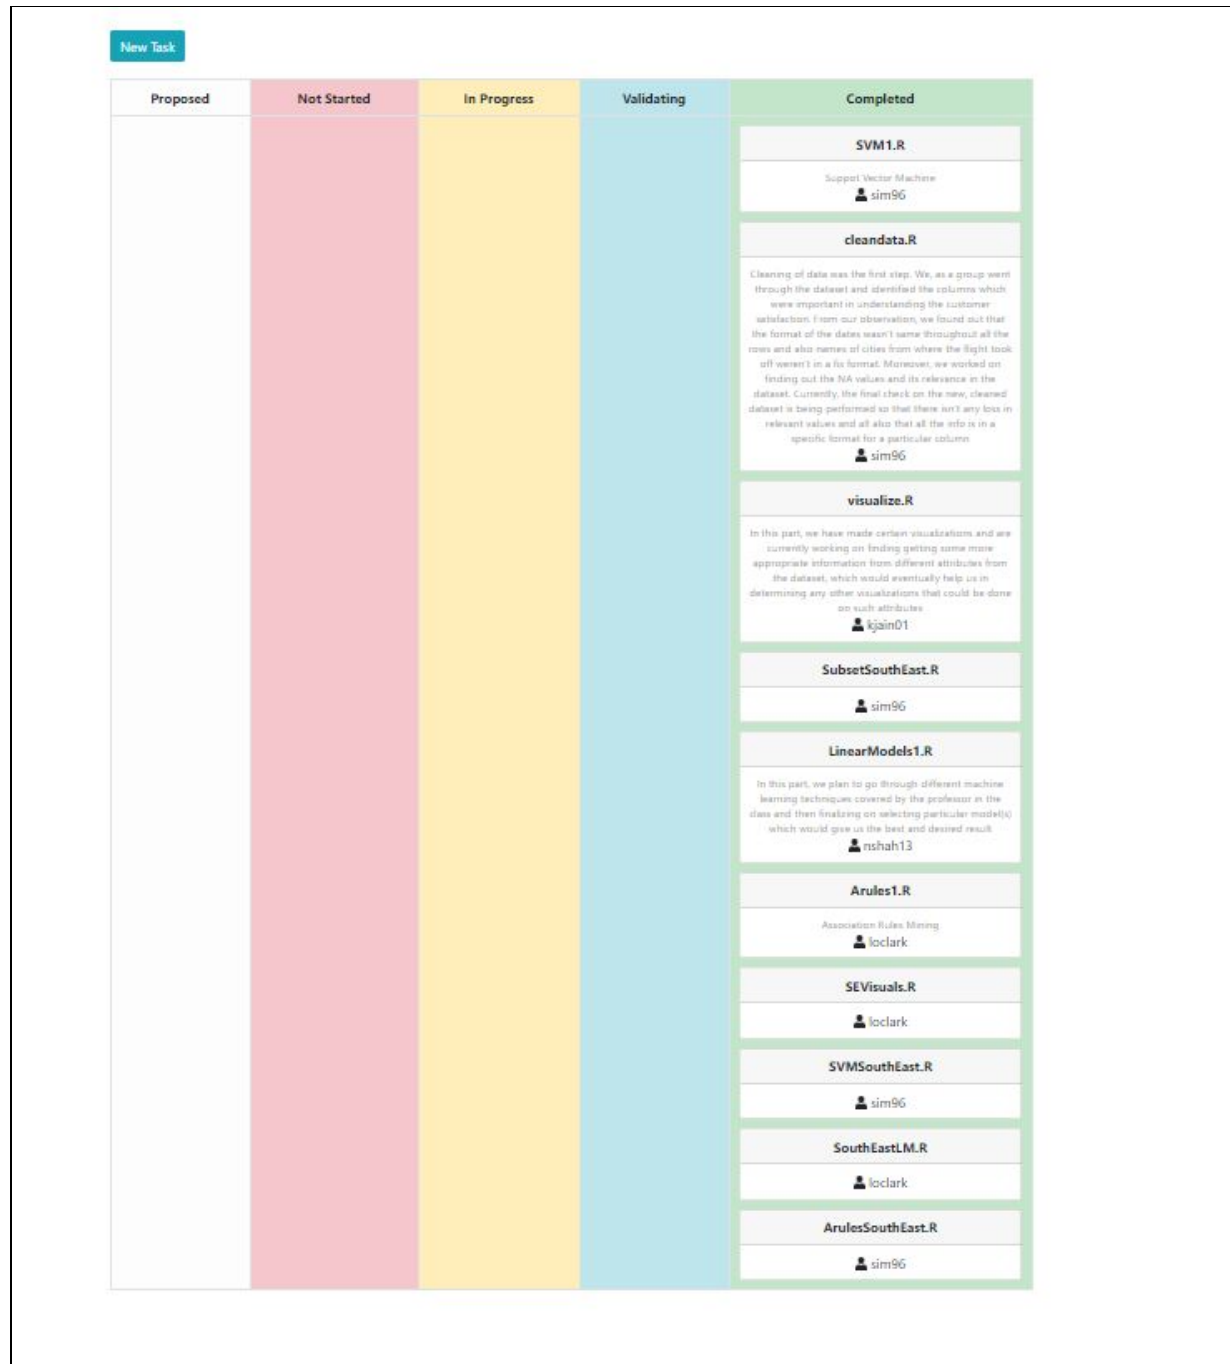 New Task
Proposed Not Started In Progress Validating Completed
SVM1.R
Suppot Vector Machine
sim96
cleandata.R
Cleaning of data was the first step. We, as a group went
through the dataset and identified the columns which
were important in understanding the customer
satisfaction. From our observation, we found out that
the format of the dates wasn't same throughout all the
rows and also names of cities from where the flight took
off weren't in a fix format. Moreover, we worked on
finding out the NA values and its relevance in the
dataset. Currently, the final check on the new, cleaned
dataset is being performed so that there isn't any loss in
relevant values and all also that all the info is in a
specific format for a particular column
sim96
visualize.R
In this part, we have made certain visualizations and are
currently working on finding getting some more
appropriate information from different attributes from
the dataset, which would eventually help us in
determining any other visualizations that could be done
on such attributes
kjain01
SubsetSouthEast.R
sim96
LinearModels1.R
In this part, we plan to go through different machine
learning techniques covered by the professor in the
class and then finalizing on selecting particular model(s)
which would give us the best and desired result
nshah13
Arules1.R
Association Rules Mining
loclark
SEVisuals.R
loclark
SVMSouthEast.R
sim96
SouthEastLM.R
loclark
ArulesSouthEast.R
sim96